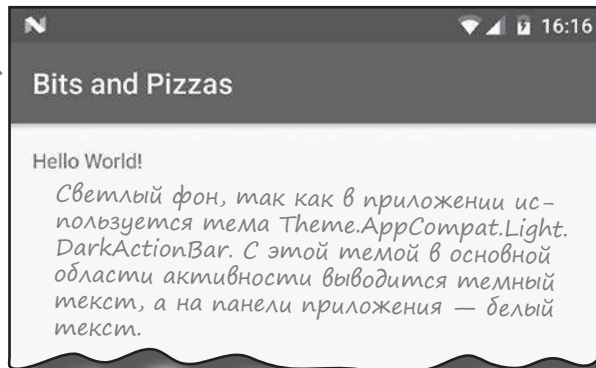 16:16
Bits and Pizzas
Hello World!
Светлый фон, так как в приложении ис-
пользуется тема Theme.AppCompat.Light.
DarkActionBar. С этой темой в основной
области активности выводится темный
текст, а на панели приложения — белый
текст.